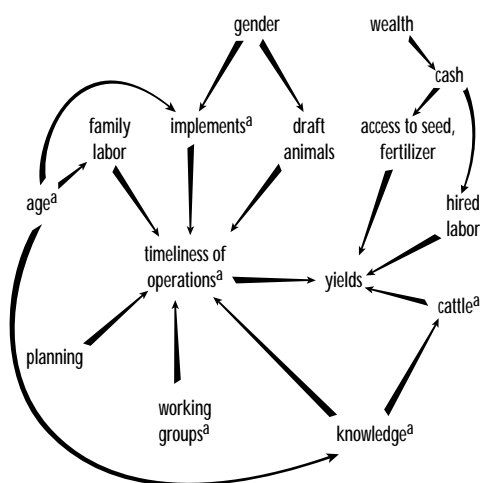 gender
wealth
cash
family
labor
implementsᵃ
draft
animals
access to seed,
fertilizer
ageᵃ
hired
labor
timeliness of
operationsᵃ
yields
cattleᵃ
planning
working
groupsᵃ
knowledgeᵃ